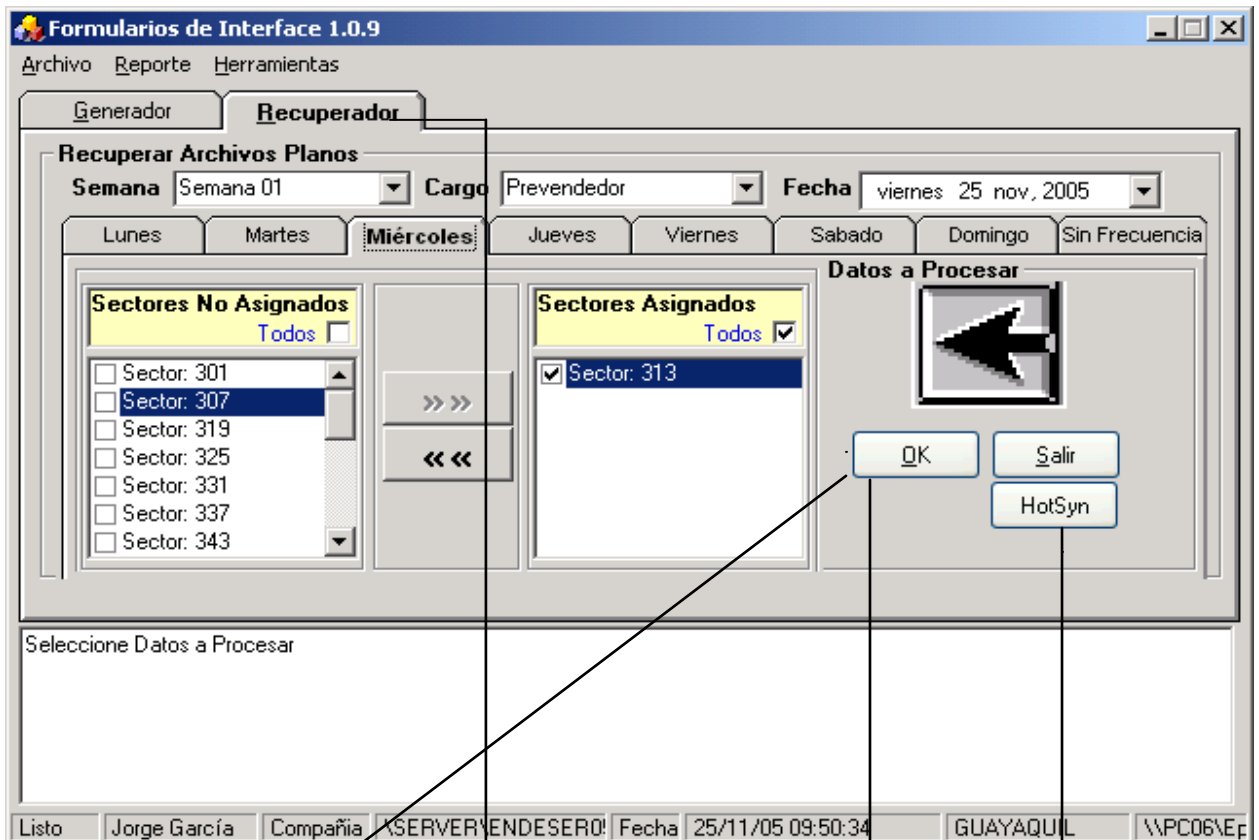 Formularios de Interface 1.0.9
Archivo Reporte Herramientas
Generador Recuperador
Recuperar Archivos Planos
Semana Semana 01 Cargo Prevendedor Fecha viernes 25 nov, 2005
Lunes Martes Miércoles Jueves Viernes Sabado Domingo Sin Frecuencia
Datos a Procesar
Sectores No Asignados
Todos
Sectores Asignados
Todos
Sector: 301
Sector: 307
Sector: 319
Sector: 325
Sector: 331
Sector: 337
Sector: 343
>> >>
<< <<
Sector: 313
OK Salir
HotSyn
Seleccione Datos a Procesar
Listo Jorge García Compañia Fecha 25/11/05 09:50:34 GUAYAQUIL